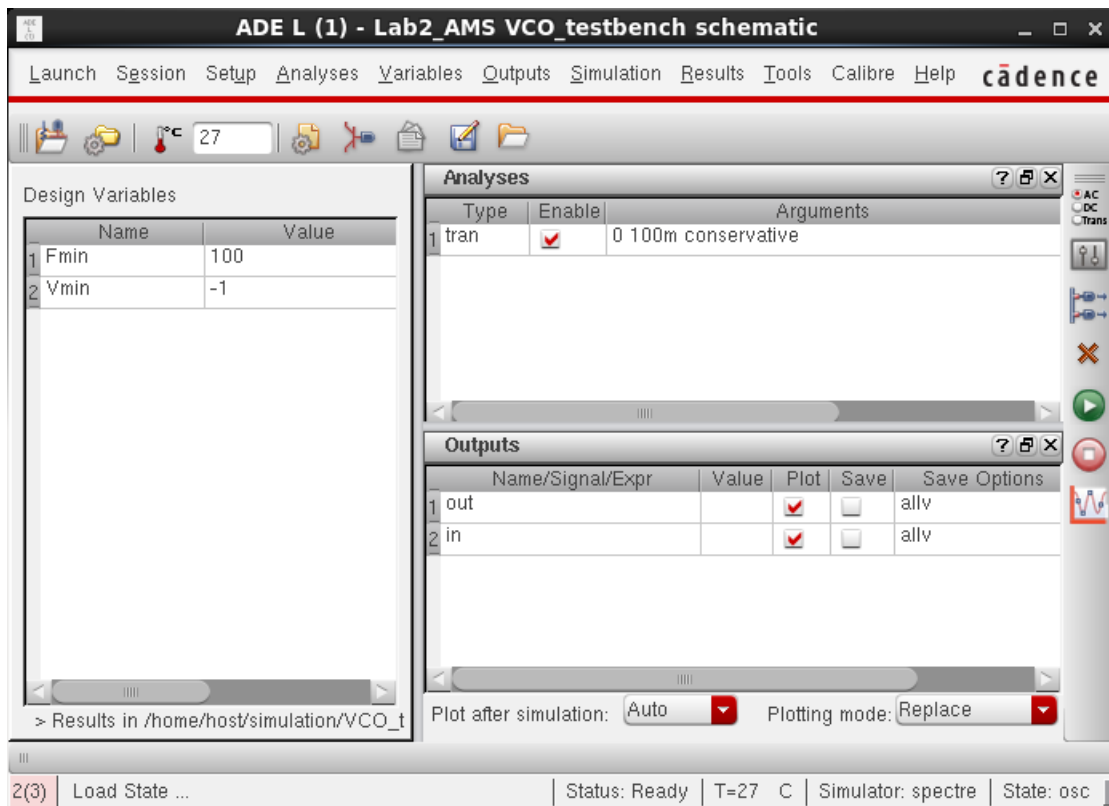 ADE L (1) - Lab2_AMS VCO_testbench schematic
Launch Session Setup Analyses Variables Outputs Simulation Results Tools Calibre Help cādence
°C 27
Design Variables
Name Value
1 Fmin 100
2 Vmin -1
> Results in /home/host/simulation/VCO_t
Analyses
Type Enable Arguments
1 tran 0 100m conservative
Outputs
Name/Signal/Expr Value Plot Save Save Options
1 out allv
2 in allv
Plot after simulation: Auto Plotting mode: Replace
AC
DC
Trans
2(3) Load State ... Status: Ready T=27 C Simulator: spectre State: osc